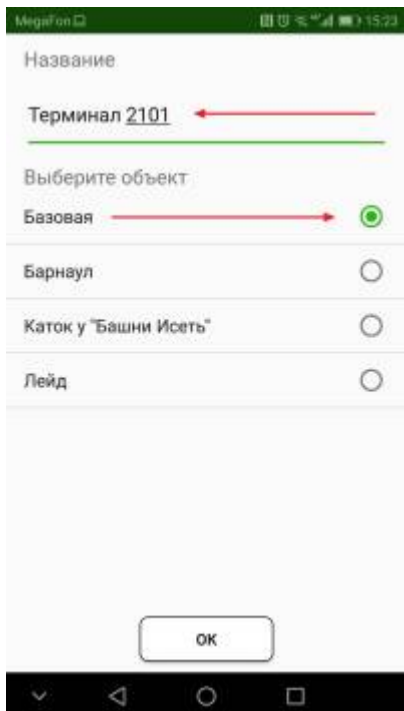 MegaFon 15:23
Название
Терминал 2101
Выберите объект
Базовая
Барнаул
Каток у "Башни Исеть"
Лейд
ОК